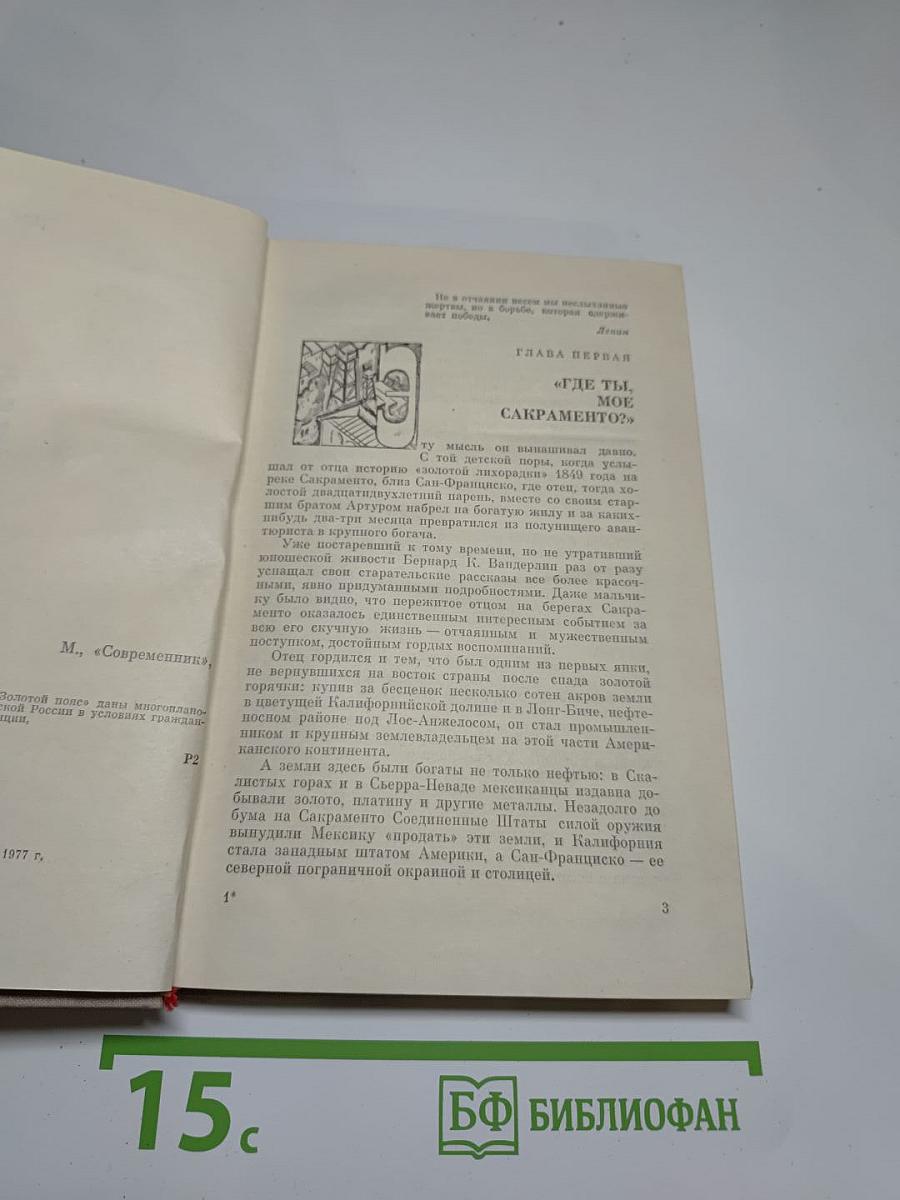 М., «Современник»,
Золотой пояс» даны многоплано-
ской России в условиях граждан-
ции,
Р2
1977 г,
Не в отчаянии несем мы неслыханные
жертвы, но в борьбе, которая одержи-
вает победы,
Ленин
ГЛАВА ПЕРВАЯ
«ГДЕ ТЫ,
МОЕ
САКРАМЕНТО?»
Эту мысль он вынашивал давно.
С той детской поры, когда услы-
шал от отца историю «золотой лихорадки» 1849 года на
реке Сакраменто, близ Сан-Франциско, где отец, тогда хо-
лостой двадцатидвухлетний парень, вместе со своим стар-
шим братом Артуром набрел на богатую жилу и за каких-
нибудь два-три месяца превратился из полунищего аван-
тюриста в крупного богача.
Уже постаревший к тому времени, но не утративший
юношеской живости Бернард К. Вандерлип раз от разу
уснащал свои старательские рассказы все более красоч-
ными, явно придуманными подробностями. Даже мальчи-
ку было видно, что пережитое отцом на берегах Сакра-
менто оказалось единственным интересным событием за
всю его скучную жизнь — отчаянным и мужественным
поступком, достойным гордых воспоминаний.
Отец гордился и тем, что был одним из первых янки,
не вернувшихся на восток страны после спада золотой
горячки: купив за бесценок несколько сотен акров земли
в цветущей Калифорнийской долине и в Лонг-Биче, нефте-
носном районе под Лос-Анжелосом, он стал промышлен-
ником и крупным землевладельцем на этой части Амери-
канского континента.
А земли здесь были богаты не только нефтью: в Ска-
листых горах и в Сьерра-Неваде мексиканцы издавна до-
бывали золото, платину и другие металлы. Незадолго до
бума на Сакраменто Соединенные Штаты силой оружия
вынудили Мексику «продать» эти земли, и Калифорния
стала западным штатом Америки, а Сан-Франциско — ее
северной пограничной окраиной и столицей.
1*
3
15 с
БФ БИБЛИОФАН